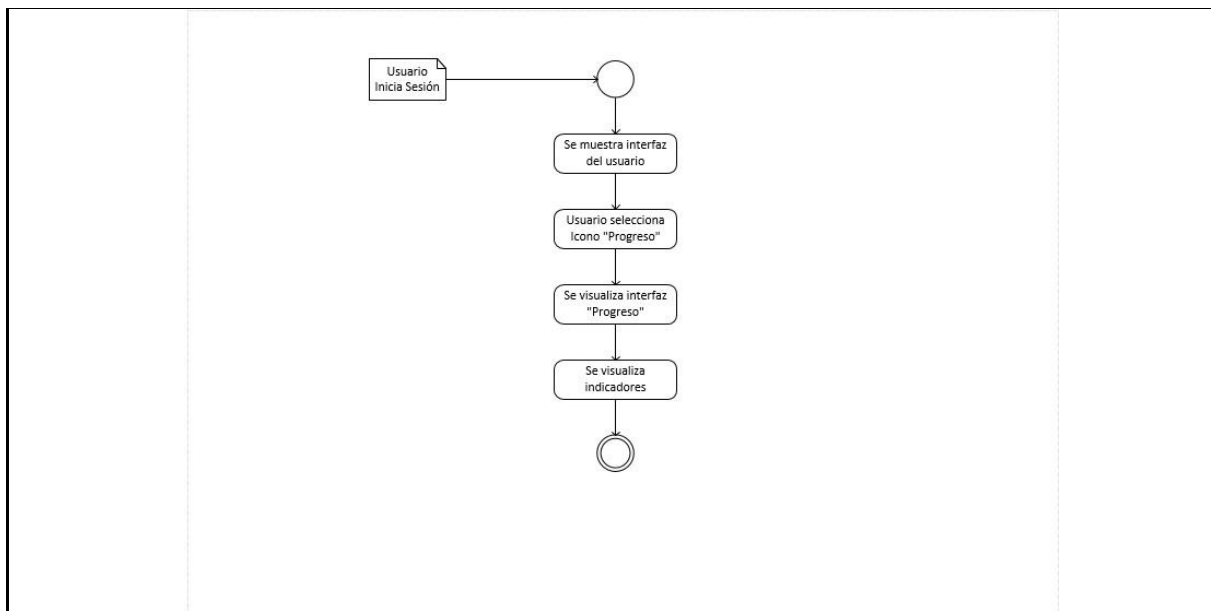 Usuario
Inicia Sesión
Se muestra interfaz
del usuario
Usuario selecciona
Icono "Progreso"
Se visualiza interfaz
"Progreso"
Se visualiza
indicadores